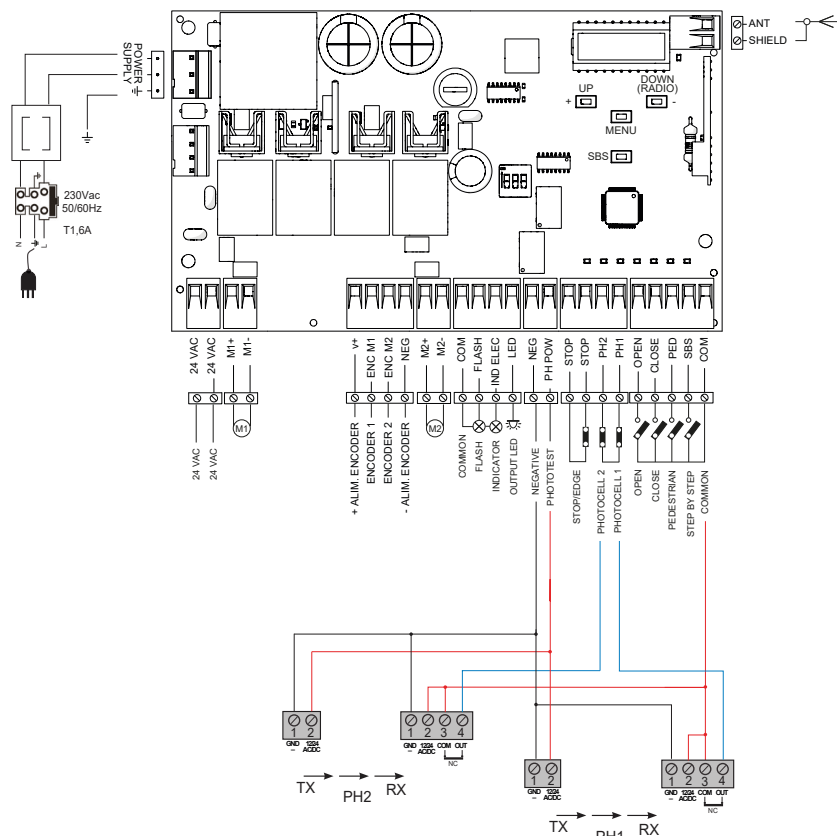 ANT
SHIELD
POWER
SUPPLY
UP
+
DOWN
(RADIO)
-
MENU
SBS
230Vac
50/60Hz
T1,6A
N
L
24 VAC
24 VAC
M1+
M1-
v+
ENC M1
ENC M2
NEG
M2+
M2-
COM
FLASH
IND ELEC
LED
NEG
PH POW
STOP
STOP
PH2
PH1
OPEN
CLOSE
PED
SBS
COM
24 VAC
24 VAC
M1
+ ALIM. ENCODER
ENCODER 1
ENCODER 2
- ALIM. ENCODER
M2
COMMON
FLASH
INDICATOR
OUTPUT LED
NEGATIVE
PHOTOTEST
STOP/EDGE
PHOTOCELL 2
PHOTOCELL 1
OPEN
CLOSE
PEDESTRIAN
STEP BY STEP
COMMON
1 2
GND 12/24
– AC/DC
1 2 3 4
GND 12/24 COM OUT
– AC/DC
NC
TX PH2 RX
1 2
GND 12/24
– AC/DC
1 2 3 4
GND 12/24 COM OUT
– AC/DC
NC
TX PH1 RX